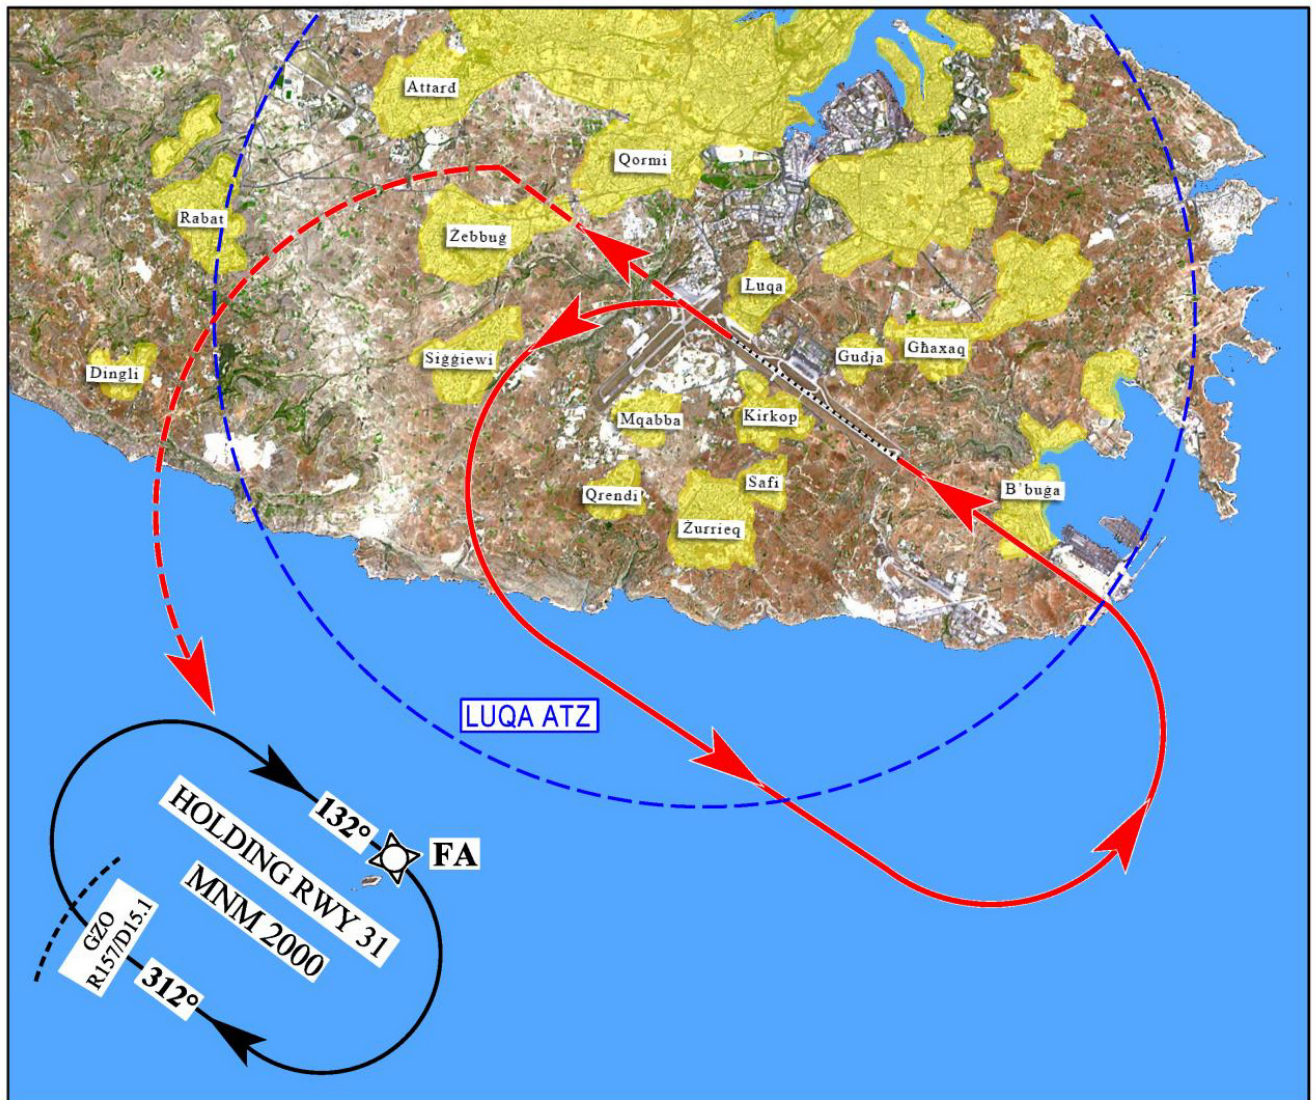 Attard
Qormi
Rabat
Żebbuġ
Luqa
Siġġiewi
Gudja
Għaxaq
Dingli
Mqabba
Kirkop
Safi
B'buġa
Qrendi
Żurrieq
LUQA ATZ
132°
FA
HOLDING RWY 31
MNM 2000
GZO
R157/D15.1
312°